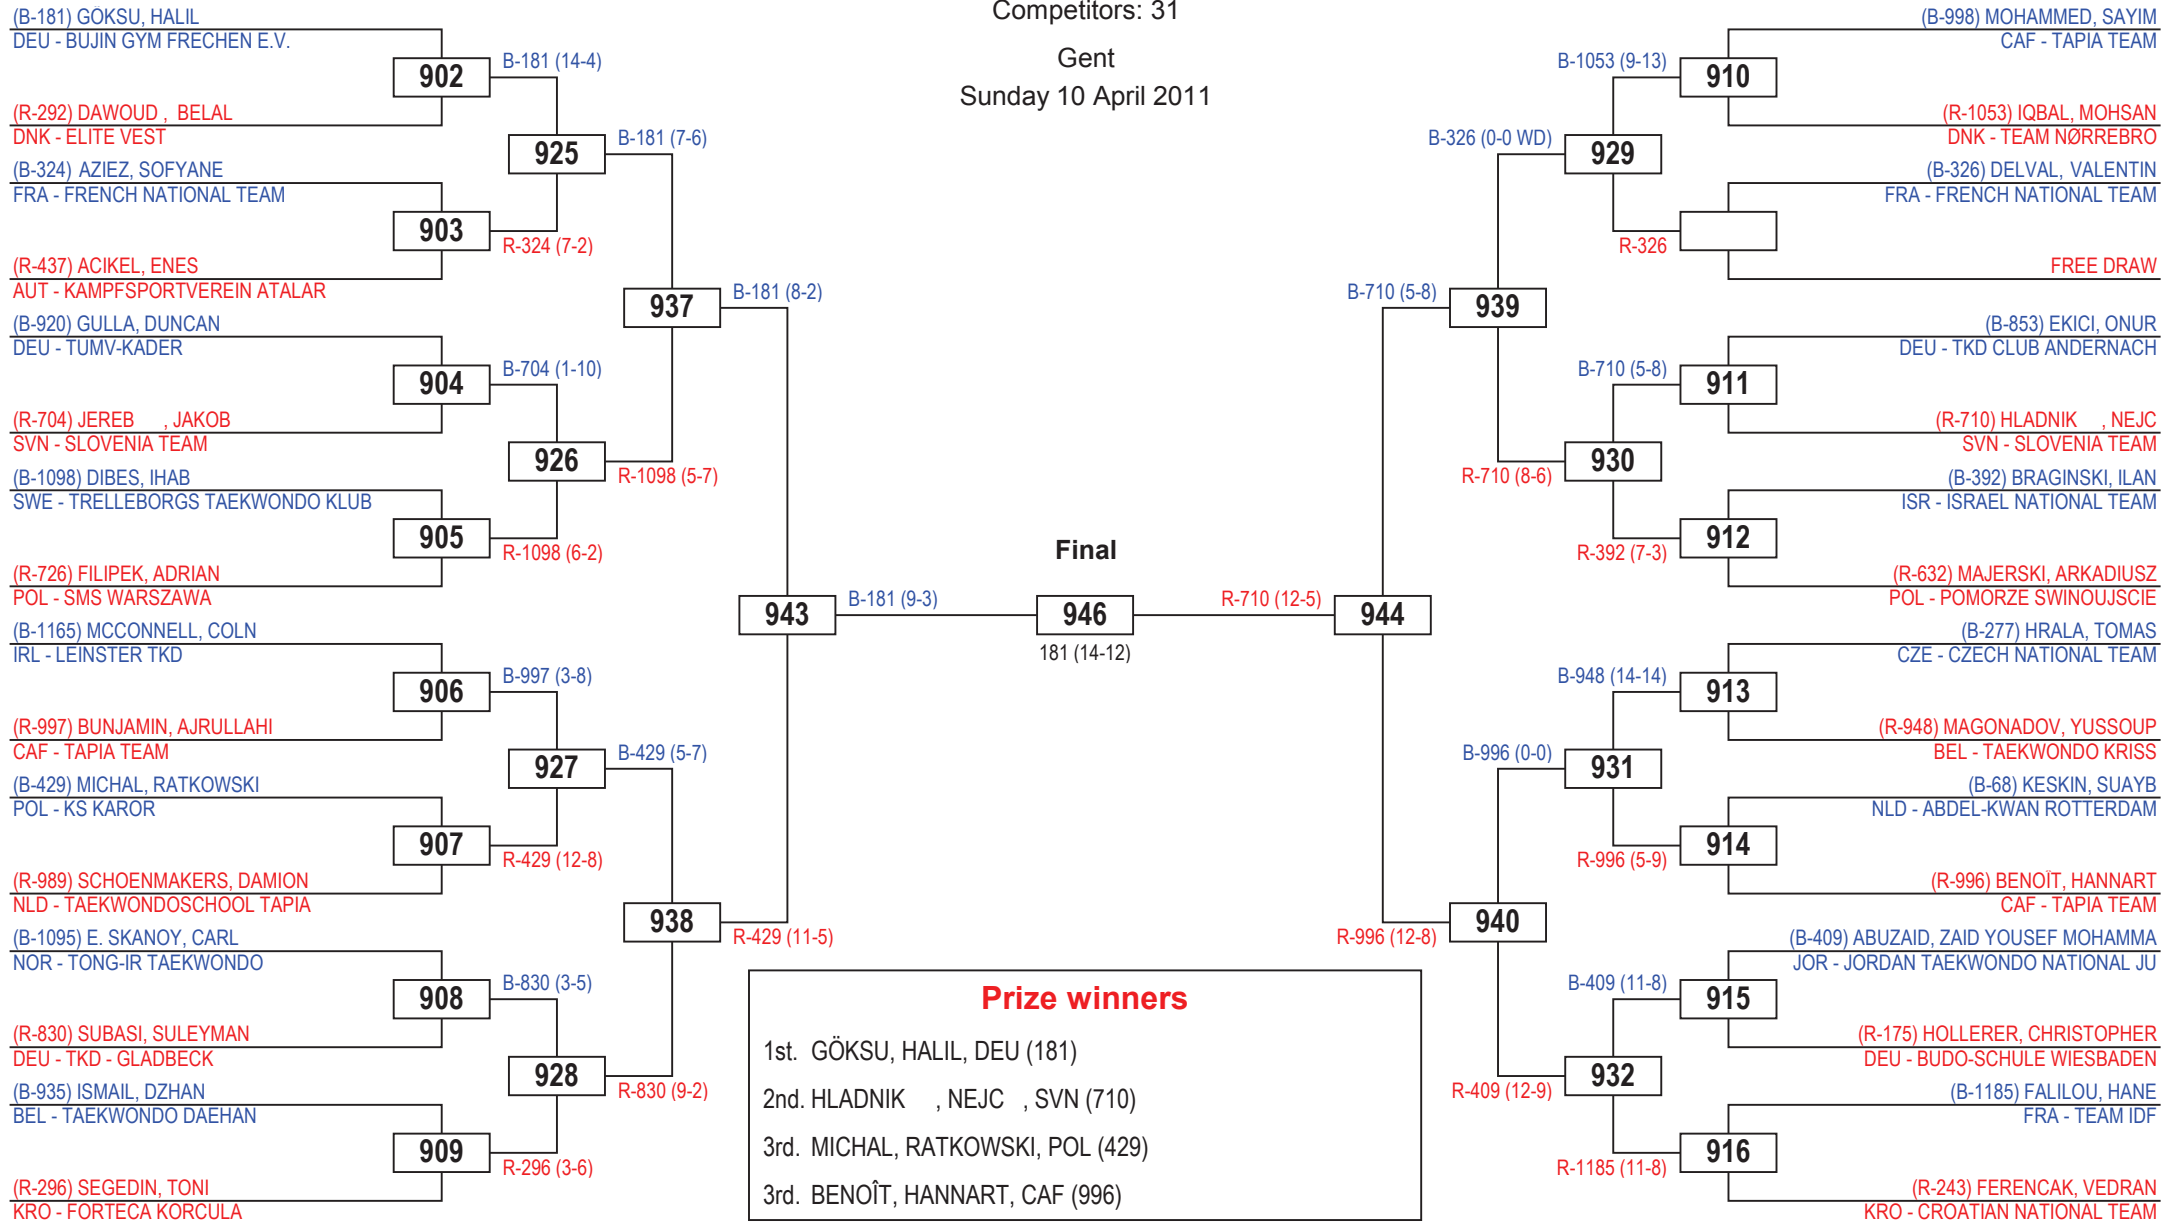 Competitors: 31
Gent
Sunday 10 April 2011
(B-181) GÖKSU, HALIL
DEU - BUJIN GYM FRECHEN E.V.
902
B-181 (14-4)
(R-292) DAWOUD , BELAL
DNK - ELITE VEST
925
B-181 (7-6)
(B-324) AZIEZ, SOFYANE
FRA - FRENCH NATIONAL TEAM
903
R-324 (7-2)
(R-437) ACIKEL, ENES
AUT - KAMPFSPORTVEREIN ATALAR
937
B-181 (8-2)
(B-920) GULLA, DUNCAN
DEU - TUMV-KADER
904
B-704 (1-10)
(R-704) JEREB , JAKOB
SVN - SLOVENIA TEAM
926
R-1098 (5-7)
(B-1098) DIBES, IHAB
SWE - TRELLEBORGS TAEKWONDO KLUB
905
R-1098 (6-2)
(R-726) FILIPEK, ADRIAN
POL - SMS WARSZAWA
943
B-181 (9-3)
(B-1165) MCCONNELL, COLN
IRL - LEINSTER TKD
906
B-997 (3-8)
(R-997) BUNJAMIN, AJRULLAHI
CAF - TAPIA TEAM
927
B-429 (5-7)
(B-429) MICHAL, RATKOWSKI
POL - KS KAROR
907
R-429 (12-8)
(R-989) SCHOENMAKERS, DAMION
NLD - TAEKWONDOSCHOOL TAPIA
938
R-429 (11-5)
(B-1095) E. SKANOY, CARL
NOR - TONG-IR TAEKWONDO
908
B-830 (3-5)
(R-830) SUBASI, SULEYMAN
DEU - TKD - GLADBECK
928
R-830 (9-2)
(B-935) ISMAIL, DZHAN
BEL - TAEKWONDO DAEHAN
909
R-296 (3-6)
(R-296) SEGEDIN, TONI
KRO - FORTECA KORCULA
Final
946
181 (14-12)
(B-998) MOHAMMED, SAYIM
CAF - TAPIA TEAM
B-1053 (9-13)
910
(R-1053) IQBAL, MOHSAN
DNK - TEAM NØRREBRO
B-326 (0-0 WD)
929
(B-326) DELVAL, VALENTIN
FRA - FRENCH NATIONAL TEAM
R-326
FREE DRAW
B-710 (5-8)
939
(B-853) EKICI, ONUR
DEU - TKD CLUB ANDERNACH
B-710 (5-8)
911
(R-710) HLADNIK , NEJC
SVN - SLOVENIA TEAM
R-710 (8-6)
930
(B-392) BRAGINSKI, ILAN
ISR - ISRAEL NATIONAL TEAM
R-392 (7-3)
912
(R-632) MAJERSKI, ARKADIUSZ
POL - POMORZE SWINOUJSCIE
R-710 (12-5)
944
(B-277) HRALA, TOMAS
CZE - CZECH NATIONAL TEAM
B-948 (14-14)
913
(R-948) MAGONADOV, YUSSOUP
BEL - TAEKWONDO KRISS
B-996 (0-0)
931
(B-68) KESKIN, SUAYB
NLD - ABDEL-KWAN ROTTERDAM
R-996 (5-9)
914
(R-996) BENOÎT, HANNART
CAF - TAPIA TEAM
R-996 (12-8)
940
(B-409) ABUZAID, ZAID YOUSEF MOHAMMA
JOR - JORDAN TAEKWONDO NATIONAL JU
B-409 (11-8)
915
(R-175) HOLLERER, CHRISTOPHER
DEU - BUDO-SCHULE WIESBADEN
R-409 (12-9)
932
(B-1185) FALILOU, HANE
FRA - TEAM IDF
R-1185 (11-8)
916
(R-243) FERENCAK, VEDRAN
KRO - CROATIAN NATIONAL TEAM
Prize winners
1st. GÖKSU, HALIL, DEU (181)
2nd. HLADNIK , NEJC , SVN (710)
3rd. MICHAL, RATKOWSKI, POL (429)
3rd. BENOÎT, HANNART, CAF (996)